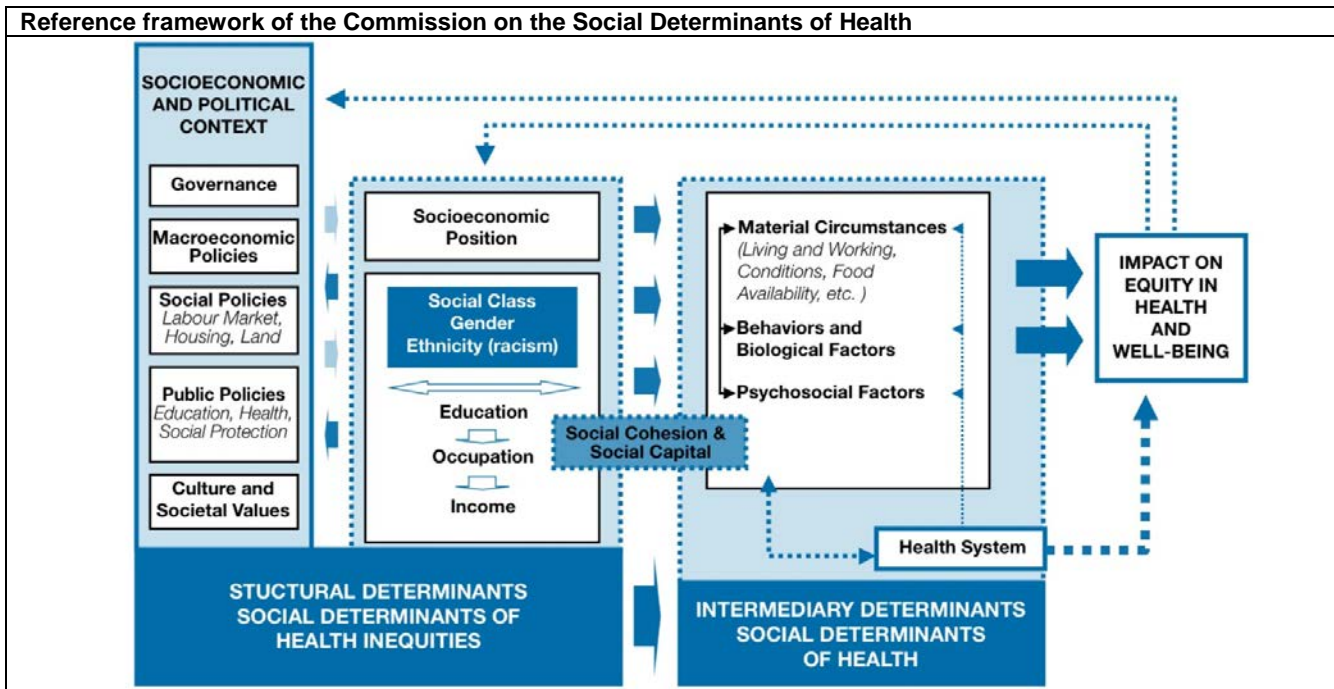 Reference framework of the Commission on the Social Determinants of Health
SOCIOECONOMIC
AND POLITICAL
CONTEXT
Governance
Macroeconomic
Policies
Social Policies
Labour Market,
Housing, Land
Public Policies
Education, Health,
Social Protection
Culture and
Societal Values
Socioeconomic
Position
Social Class
Gender
Ethnicity (racism)
Education
Occupation
Income
Social Cohesion &
Social Capital
Material Circumstances
(Living and Working,
Conditions, Food
Availability, etc. )
Behaviors and
Biological Factors
Psychosocial Factors
Health System
IMPACT ON
EQUITY IN
HEALTH
AND
WELL-BEING
STUCTURAL DETERMINANTS
SOCIAL DETERMINANTS OF
HEALTH INEQUITIES
INTERMEDIARY DETERMINANTS
SOCIAL DETERMINANTS
OF HEALTH